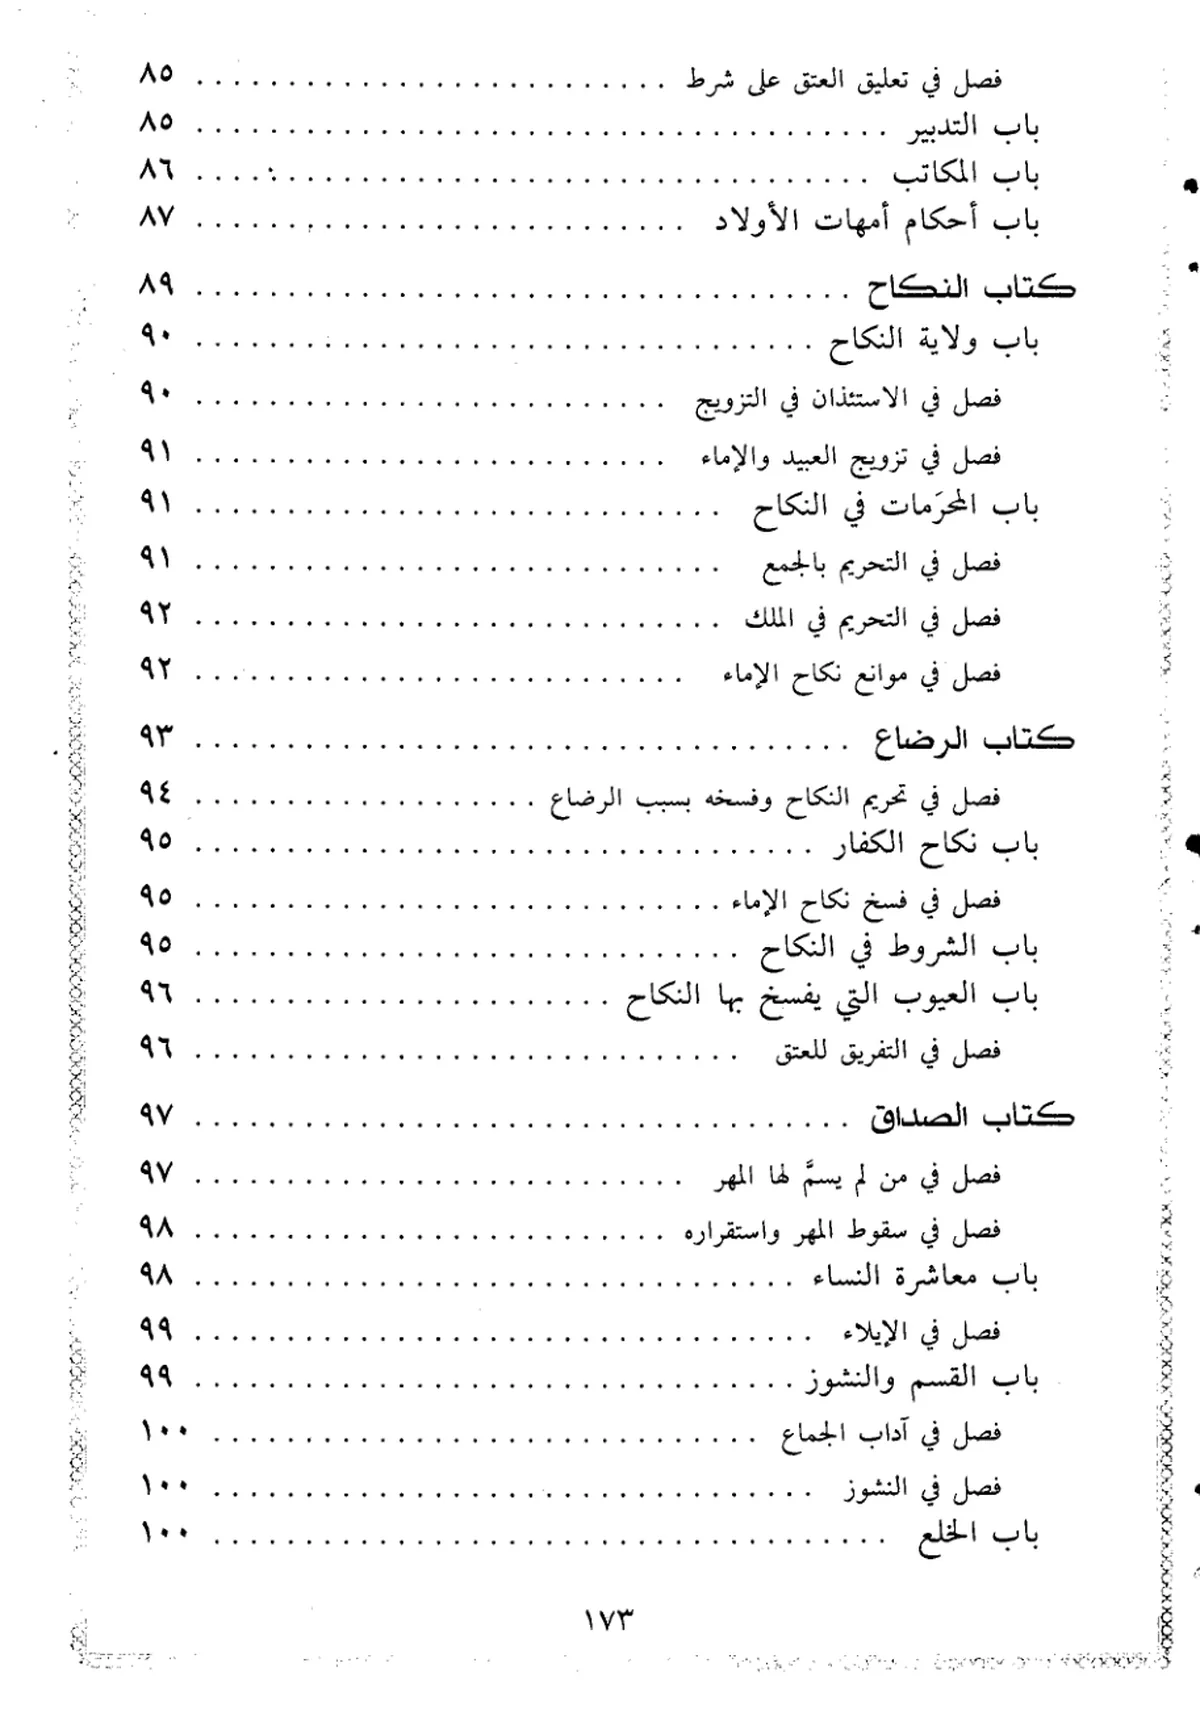 فصل في تعليق العتق على شرط . . . . . . . . . . ٨٥
باب التدبير . . . . . . . . . . ٨٥
باب المكاتب . . . . . . . . . . ٨٦
باب أحكام أمهات الأولاد . . . . . . . . . . ٨٧
كتاب النكاح . . . . . . . . . . ٨٩
باب ولاية النكاح . . . . . . . . . . ٩٠
فصل في الاستئذان في التزويج . . . . . . . . . . ٩٠
فصل في تزويج العبيد والإماء . . . . . . . . . . ٩١
باب المحرَمات في النكاح . . . . . . . . . . ٩١
فصل في التحريم بالجمع . . . . . . . . . . ٩١
فصل في التحريم في الملك . . . . . . . . . . ٩٢
فصل في موانع نكاح الإماء . . . . . . . . . . ٩٢
كتاب الرضاع . . . . . . . . . . ٩٣
فصل في تحريم النكاح وفسخه بسبب الرضاع . . . . . . . . . . ٩٤
باب نكاح الكفار . . . . . . . . . . ٩٥
فصل في فسخ نكاح الإماء . . . . . . . . . . ٩٥
باب الشروط في النكاح . . . . . . . . . . ٩٥
باب العيوب التي يفسخ بها النكاح . . . . . . . . . . ٩٦
فصل في التفريق للعتق . . . . . . . . . . ٩٦
كتاب الصداق . . . . . . . . . . ٩٧
فصل في من لم يسمَّ لها المهر . . . . . . . . . . ٩٧
فصل في سقوط المهر واستقراره . . . . . . . . . . ٩٨
باب معاشرة النساء . . . . . . . . . . ٩٨
فصل في الإيلاء . . . . . . . . . . ٩٩
باب القسم والنشوز . . . . . . . . . . ٩٩
فصل في آداب الجماع . . . . . . . . . . ١٠٠
فصل في النشوز . . . . . . . . . . ١٠٠
باب الخلع . . . . . . . . . . ١٠٠
١٧٣